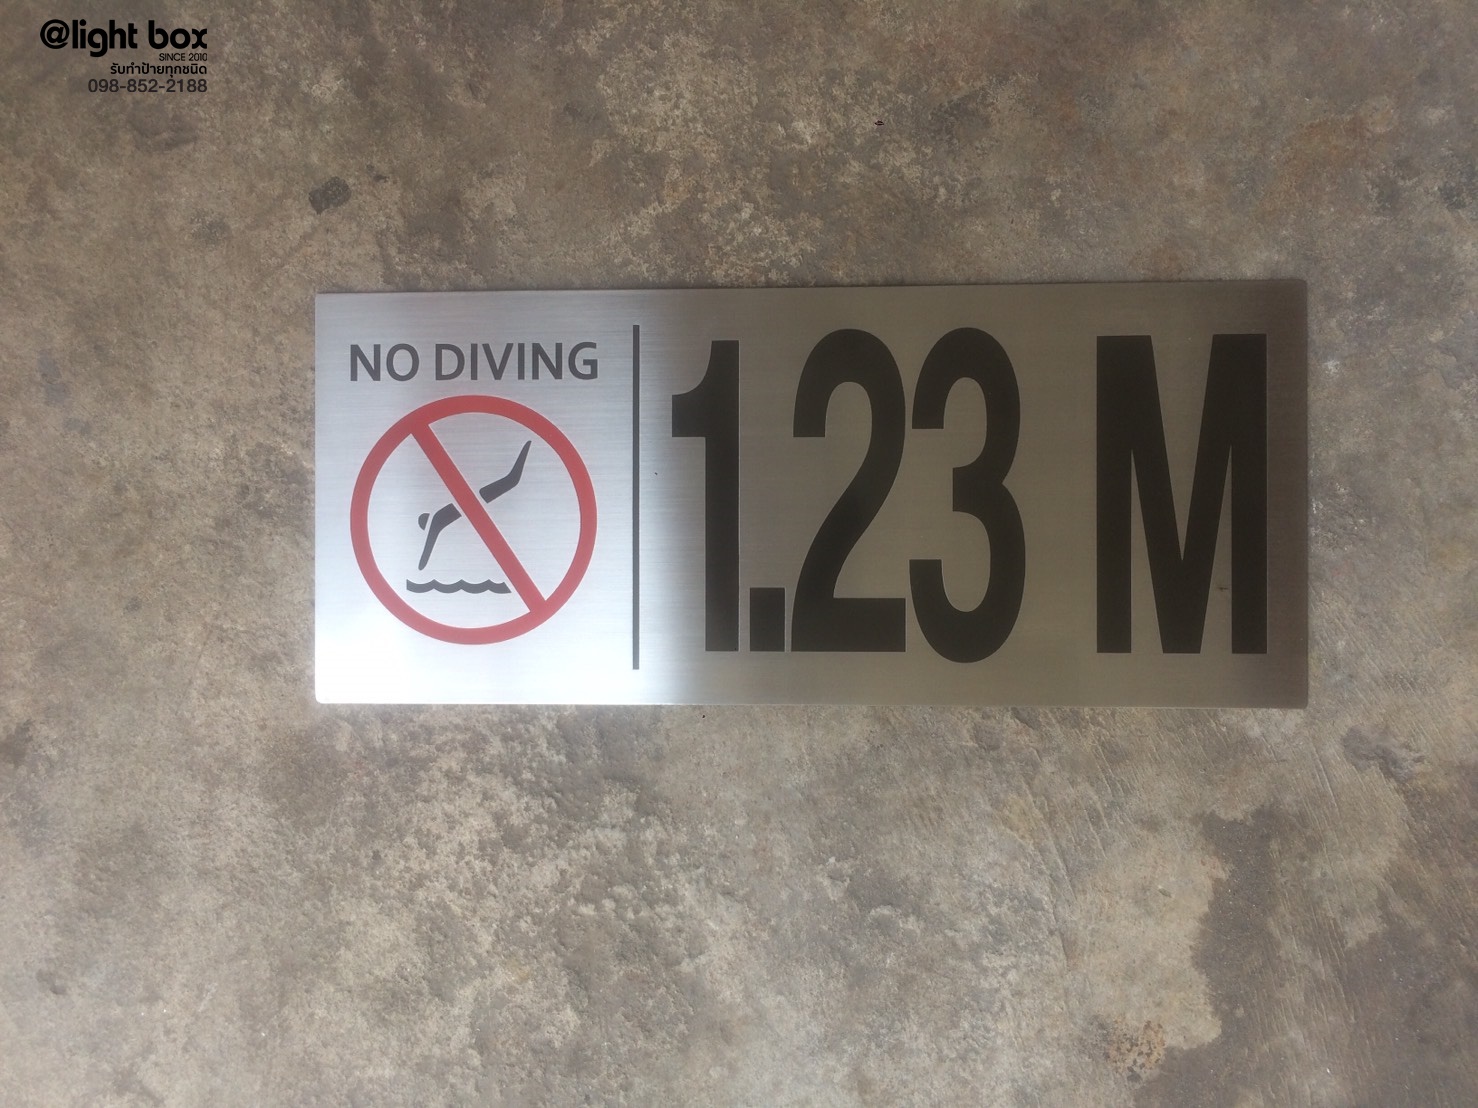 @light box
SINCE 2010
รับทำป้ายทุกชนิด
098-852-2188
NO DIVING
1.23 M